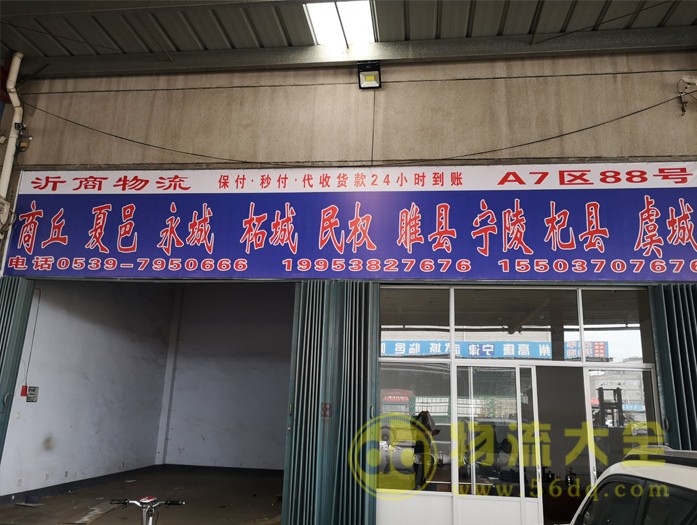 沂商物流 保付·秒付·代收货款24小时到账 A7区88号
商丘 夏邑 永城 柘城 民权 睢县 宁陵 杞县 虞城
电话0539-7950666 19953827676 15503707676
物流大全
www.56dq.com